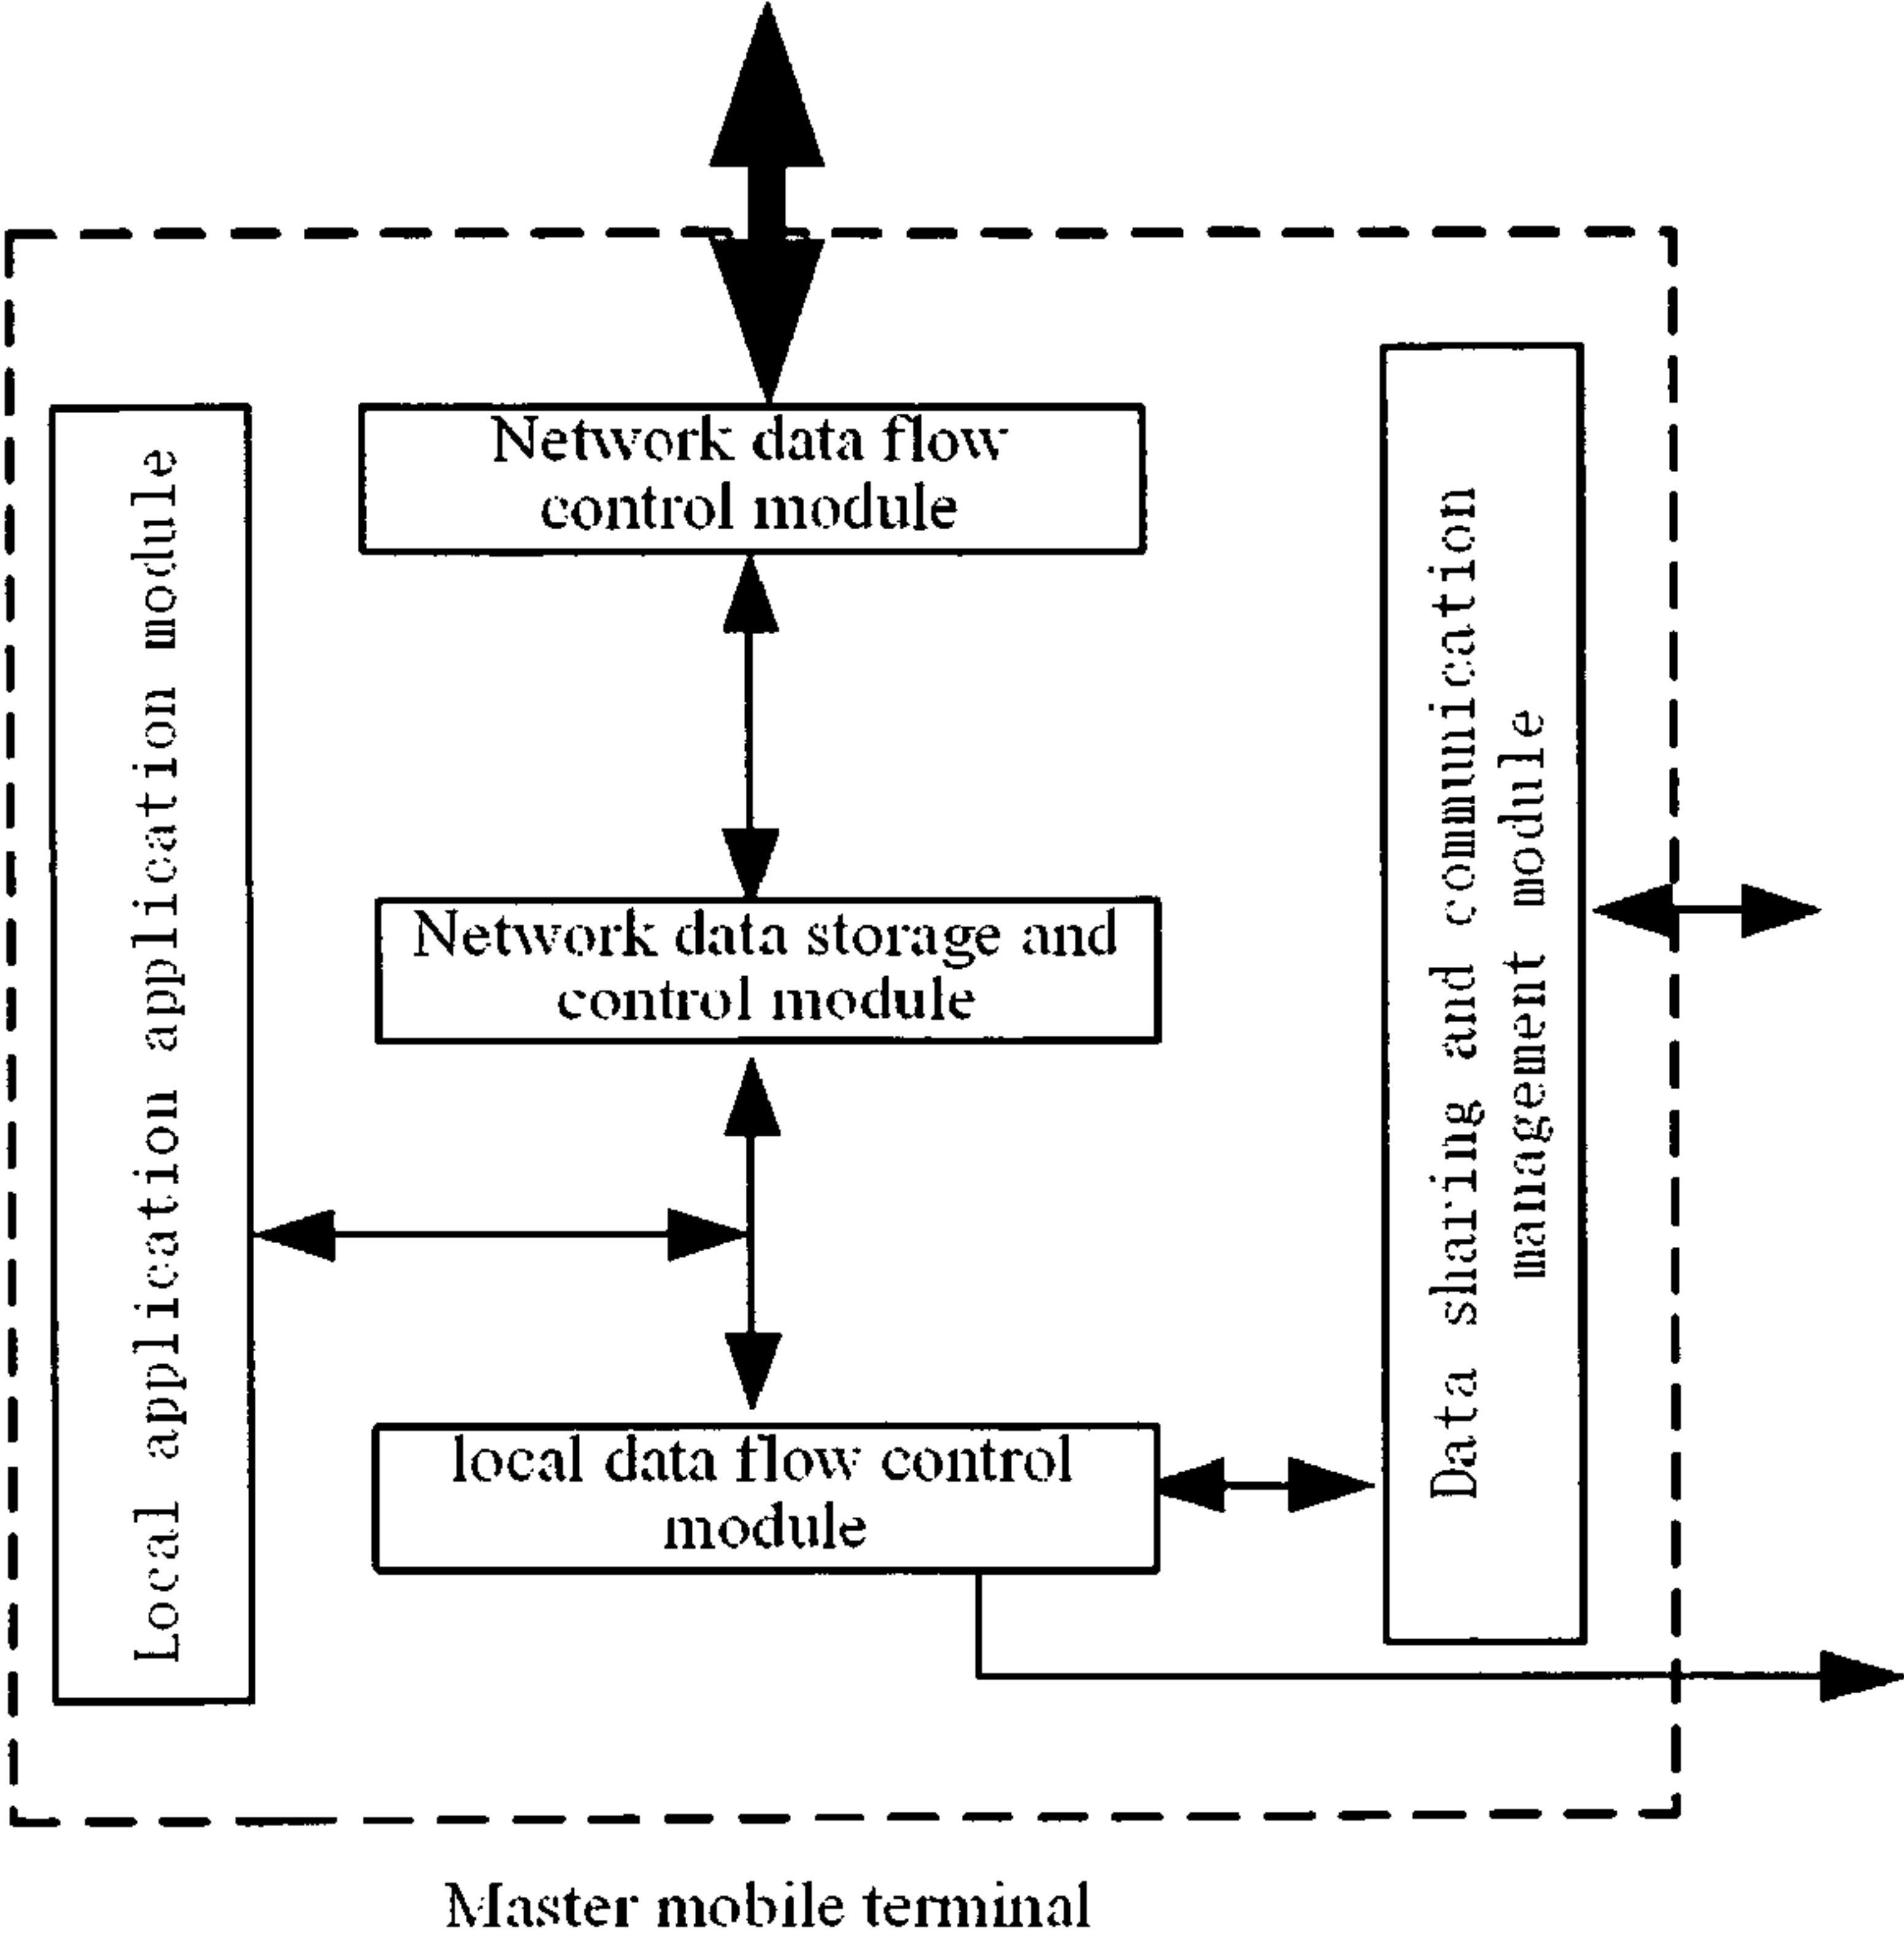 Network data flow
control module
Local application application module
Data sharing and communication
management module
Network data storage and
control module
local data flow control
module
Master mobile terminal